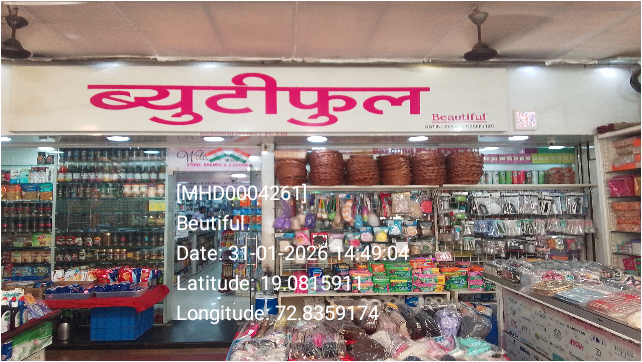 ब्युटीफुल
Beautiful
[MHD0004261]
Beutiful
Date: 31-01-2026 14:49:04
Latitude: 19.0815911
Longitude: 72.8359174